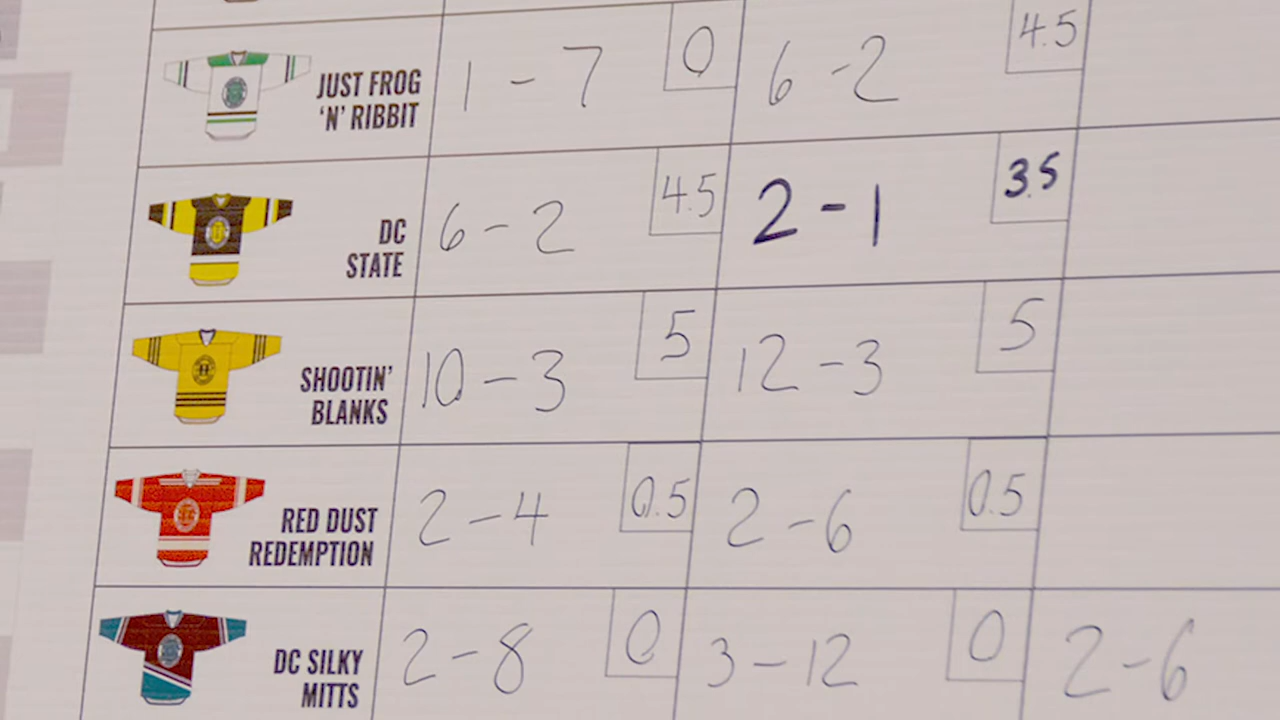 JUST FROG
'N' RIBBIT
1 - 7
0
6 - 2
4.5
DC
STATE
6 - 2
4.5
2 - 1
3.5
SHOOTIN'
BLANKS
10 - 3
5
12 - 3
5
RED DUST
REDEMPTION
2 - 4
0.5
2 - 6
0.5
DC SILKY
MITTS
2 - 8
0
3 - 12
0
2 - 6